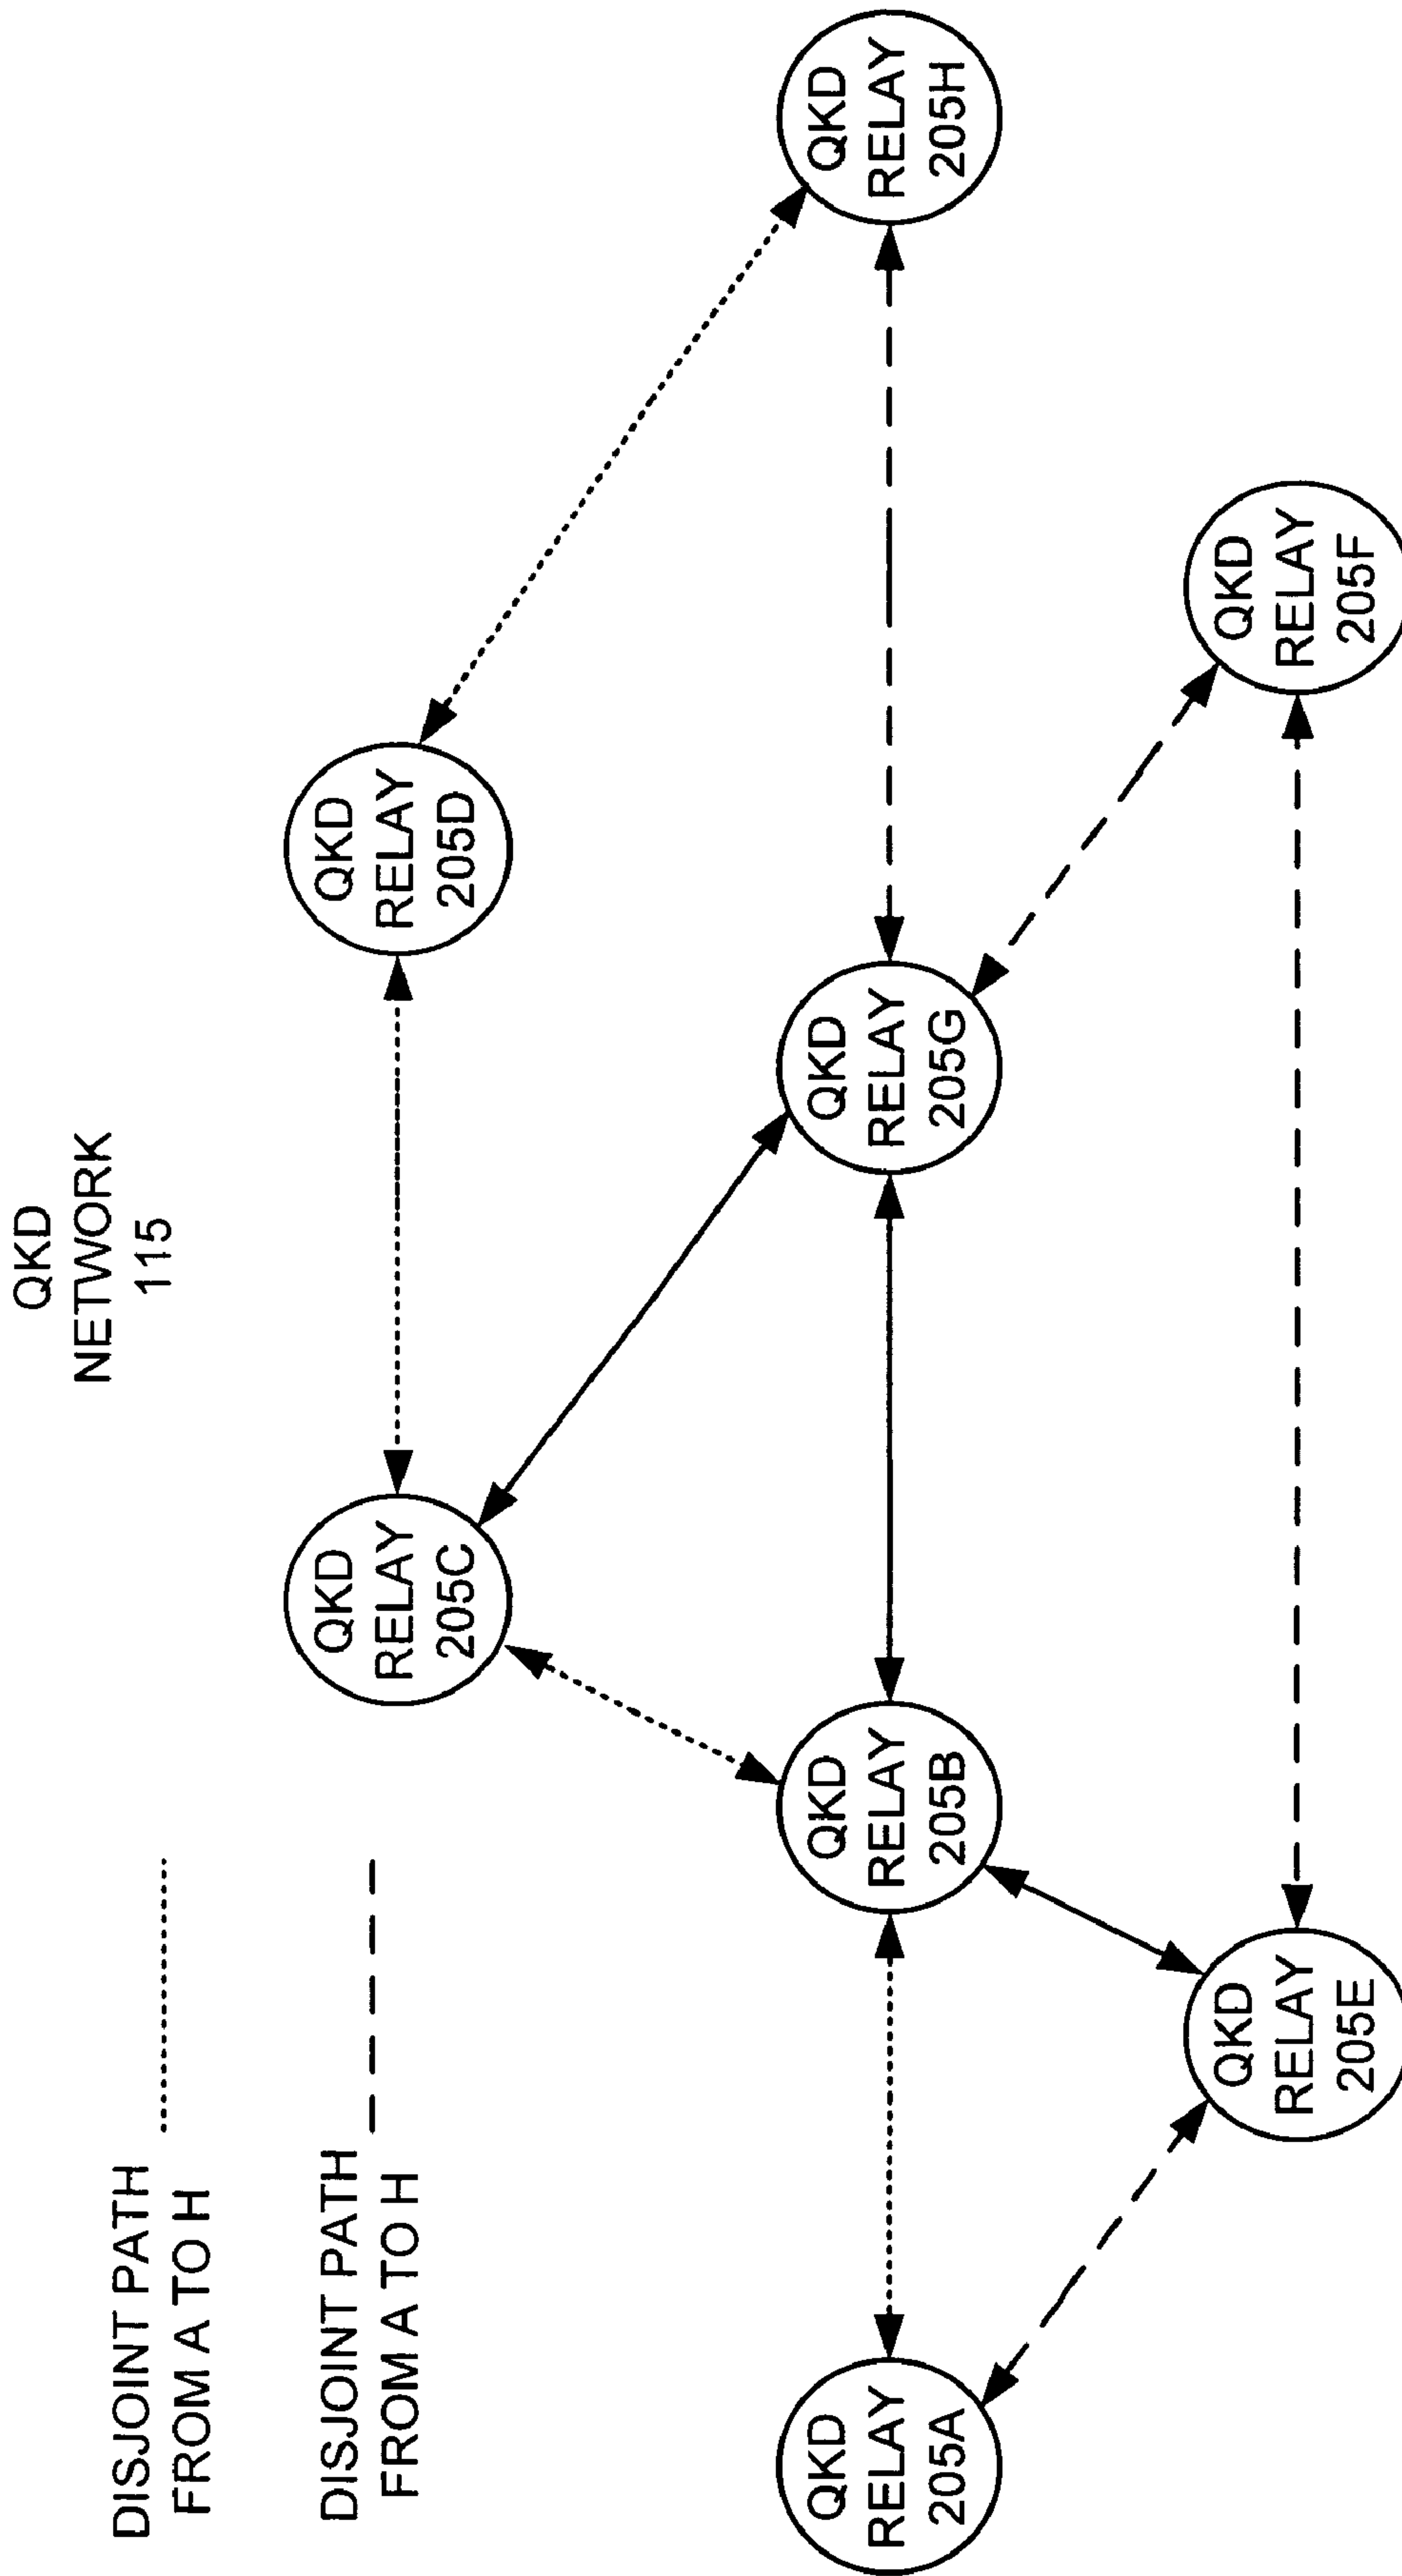 QKD
NETWORK
115
DISJOINT PATH
FROM A TO H
DISJOINT PATH
FROM A TO H
QKD
RELAY
205C
QKD
RELAY
205D
QKD
RELAY
205A
QKD
RELAY
205B
QKD
RELAY
205G
QKD
RELAY
205H
QKD
RELAY
205E
QKD
RELAY
205F